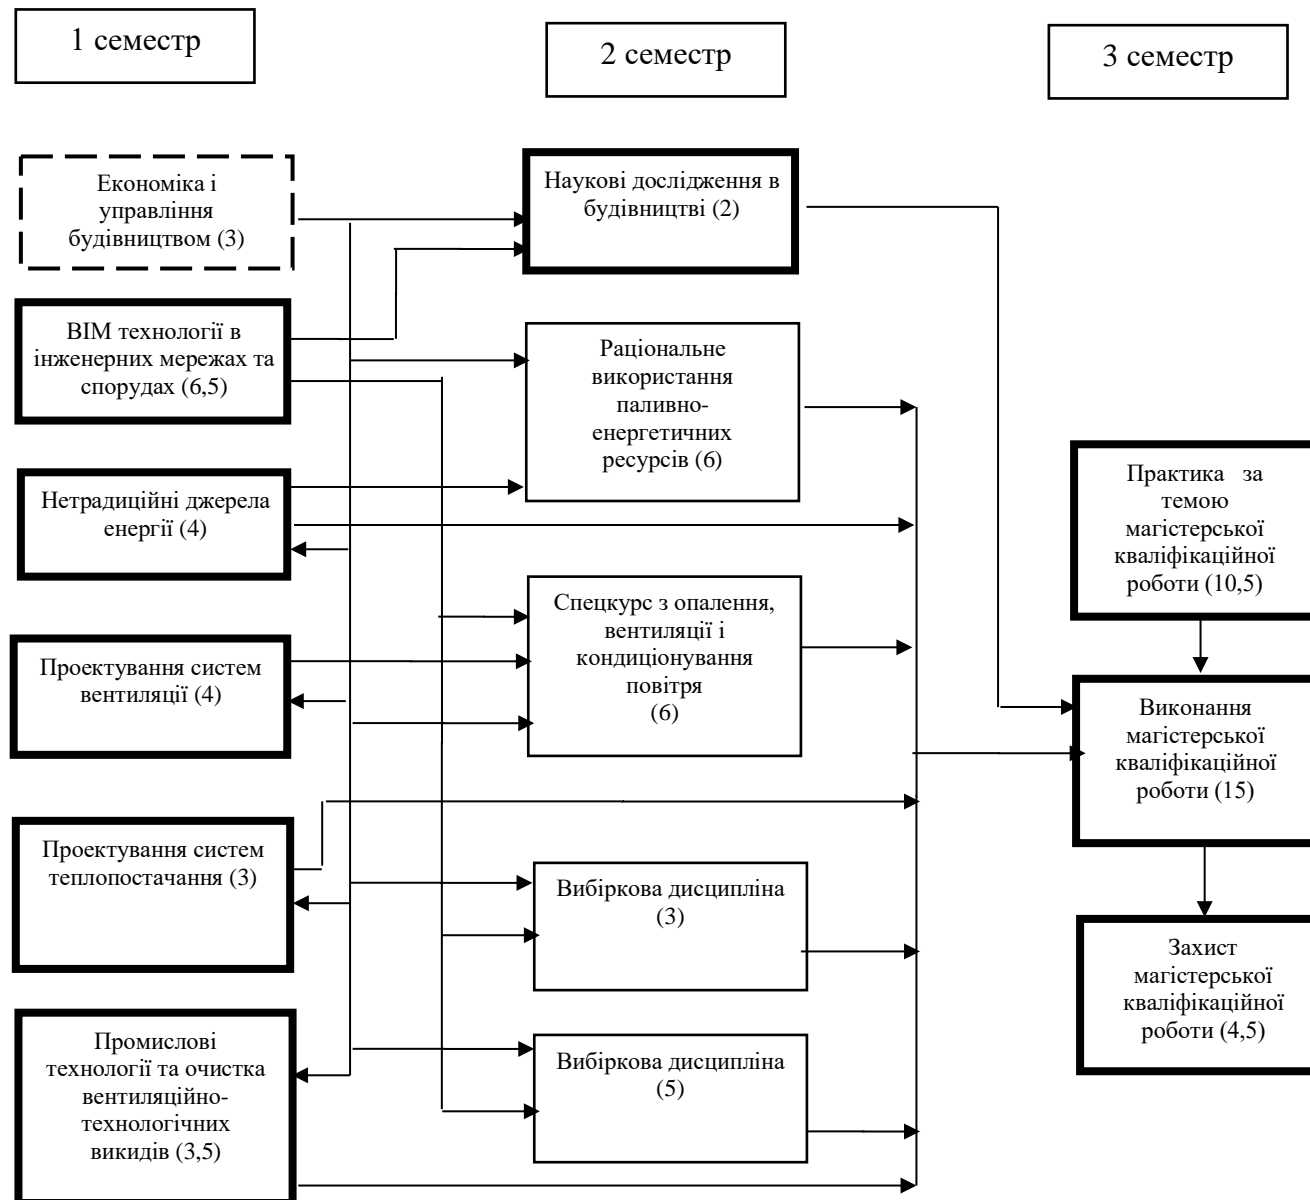 1 семестр
2 семестр
3 семестр
Економіка і
управління
будівництвом (3)
BIM технології в
інженерних мережах та
спорудах (6,5)
Нетрадиційні джерела
енергії (4)
Проектування систем
вентиляції (4)
Проектування систем
теплопостачання (3)
Промислові
технології та очистка
вентиляційно-
технологічних
викидів (3,5)
Наукові дослідження в
будівництві (2)
Раціональне
використання
паливно-
енергетичних
ресурсів (6)
Спецкурс з опалення,
вентиляції і
кондиціонування
повітря
(6)
Вибіркова дисципліна
(3)
Вибіркова дисципліна
(5)
Практика за
темою
магістерської
кваліфікаційної
роботи (10,5)
Виконання
магістерської
кваліфікаційної
роботи (15)
Захист
магістерської
кваліфікаційної
роботи (4,5)